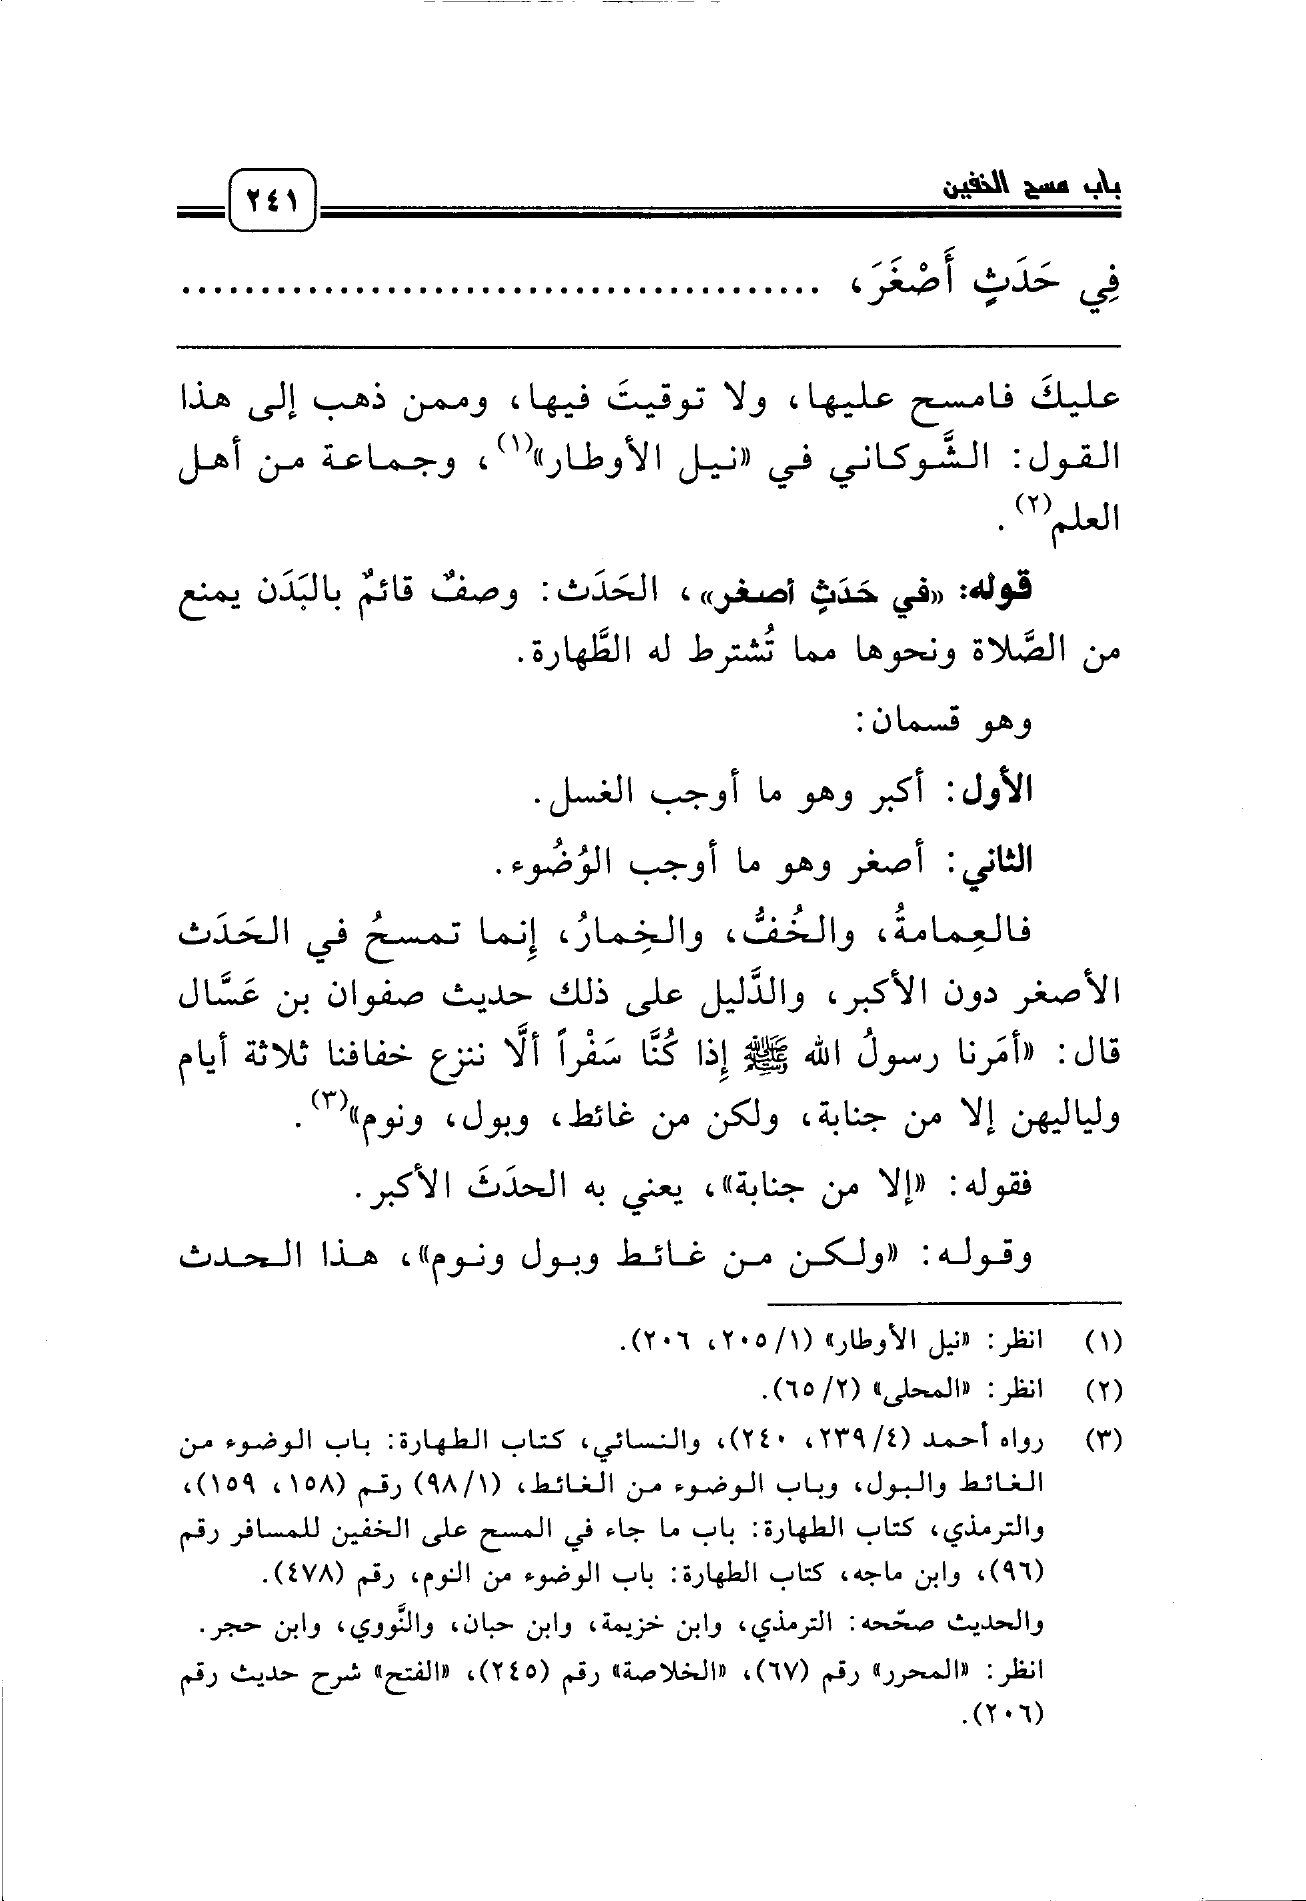 باب مسح الخفين
٢٤١
فِي حَدَثٍ أَصْغَرَ، ..........................................
عليكَ فامسح عليها، ولا توقيتَ فيها، وممن ذهب إلى هذا
القول: الشَّوكاني في «نيل الأوطار»(١)، وجماعة من أهل
العلم(٢).
قوله: «في حَدَثٍ أصغر»، الحَدَث: وصفٌ قائمٌ بالبَدَن يمنع
من الصَّلاة ونحوها مما تُشترط له الطَّهارة.
وهو قسمان:
الأول: أكبر وهو ما أوجب الغسل.
الثاني: أصغر وهو ما أوجب الوُضُوء.
فالعِمامةُ، والخُفُّ، والخِمارُ، إِنما تمسحُ في الحَدَث
الأصغر دون الأكبر، والدَّليل على ذلك حديث صفوان بن عَسَّال
قال: «أمَرنا رسولُ الله ﷺ إِذا كُنَّا سَفْراً ألَّا ننزع خفافنا ثلاثة أيام
ولياليهن إلا من جنابة، ولكن من غائط، وبول، ونوم»(٣).
فقوله: «إلا من جنابة»، يعني به الحدَثَ الأكبر.
وقوله: «ولكن من غائط وبول ونوم»، هذا الحدث
(١) انظر: «نيل الأوطار» (١/ ٢٠٥، ٢٠٦).
(٢) انظر: «المحلى» (٢/ ٦٥).
(٣) رواه أحمد (٤/ ٢٣٩، ٢٤٠)، والنسائي، كتاب الطهارة: باب الوضوء من
الغائط والبول، وباب الوضوء من الغائط، (١/ ٩٨) رقم (١٥٨، ١٥٩)،
والترمذي، كتاب الطهارة: باب ما جاء في المسح على الخفين للمسافر رقم
(٩٦)، وابن ماجه، كتاب الطهارة: باب الوضوء من النوم، رقم (٤٧٨).
والحديث صحّحه: الترمذي، وابن خزيمة، وابن حبان، والنَّووي، وابن حجر.
انظر: «المحرر» رقم (٦٧)، «الخلاصة» رقم (٢٤٥)، «الفتح» شرح حديث رقم
(٢٠٦).